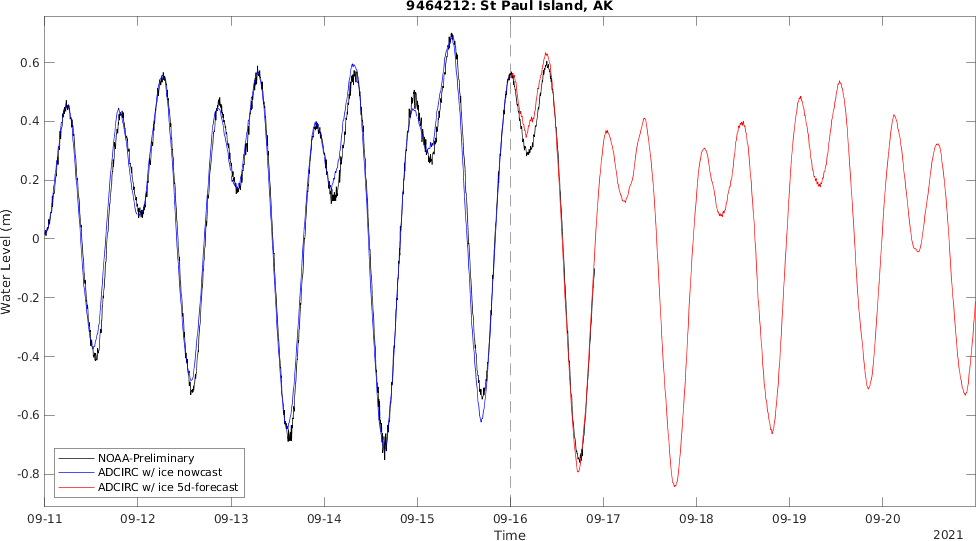 9464212: St Paul Island, AK
Water Level (m)
0.6
0.4
0.2
0
-0.2
-0.4
-0.6
-0.8
NOAA-Preliminary
ADCIRC w/ ice nowcast
ADCIRC w/ ice 5d-forecast
09-11 09-12 09-13 09-14 09-15 09-16 09-17 09-18 09-19 09-20
Time
2021